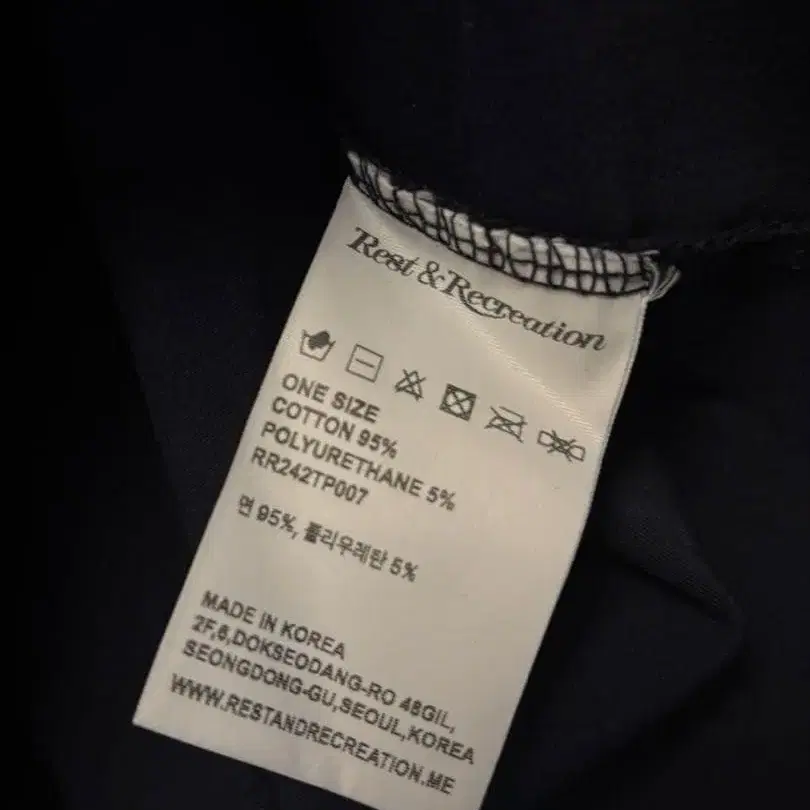 Rest & Recreation
ONE SIZE
COTTON 95%
POLYURETHANE 5%
RR242TP007
면 95%, 폴리우레탄 5%
MADE IN KOREA
2F,6,DOKSEODANG-RO 48GIL,
SEONGDONG-GU,SEOUL,KOREA
WWW.RESTANDRECREATION.ME